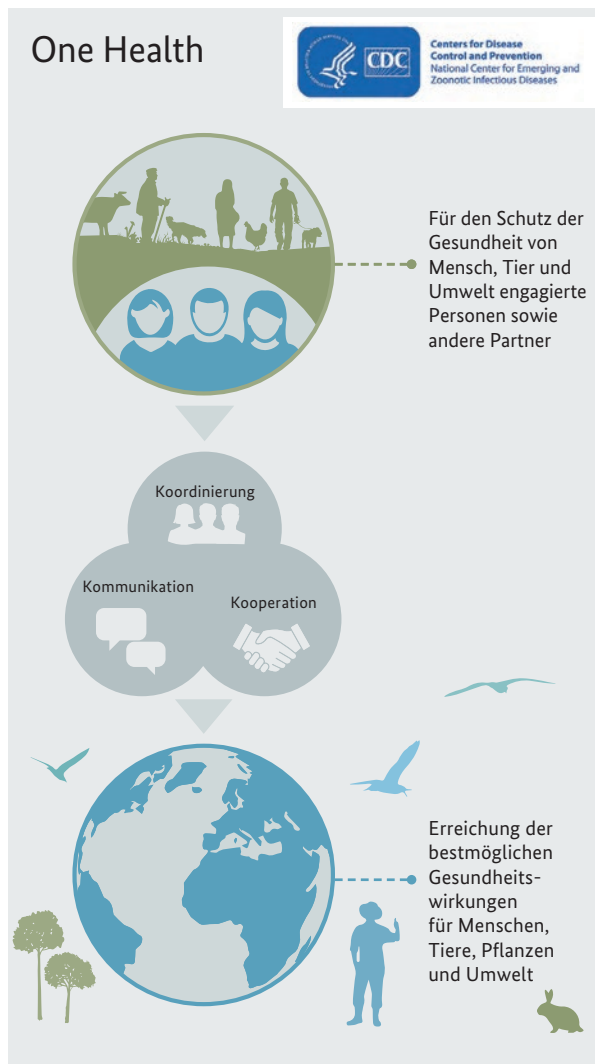 One Health
CDC
Centers for Disease
Control and Prevention
National Center for Emerging and
Zoonotic Infectious Diseases
Für den Schutz der
Gesundheit von
Mensch, Tier und
Umwelt engagierte
Personen sowie
andere Partner
Koordinierung
Kommunikation
Kooperation
Erreichung der
bestmöglichen
Gesundheits-
wirkungen
für Menschen,
Tiere, Pflanzen
und Umwelt